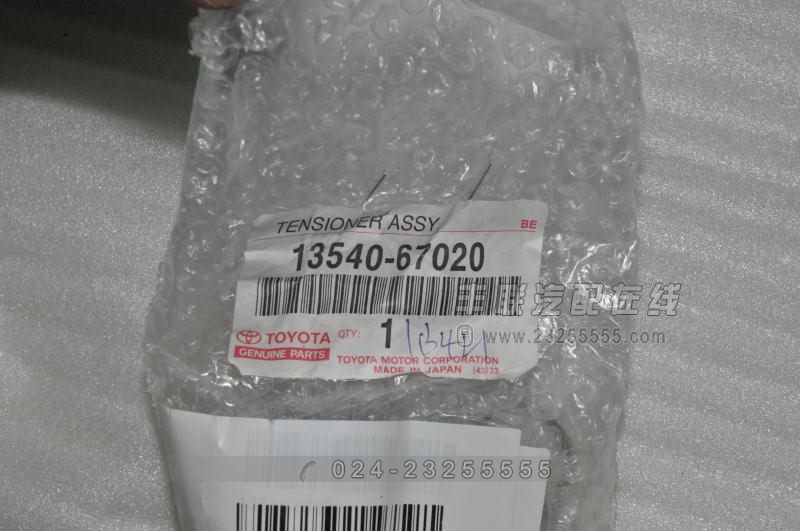 TENSIONER ASSY BE
13540-67020
丰联汽配在线
® www.23255555.com
TOYOTA QTY: 1
GENUINE PARTS
TOYOTA MOTOR CORPORATION
MADE IN JAPAN
024-23255555